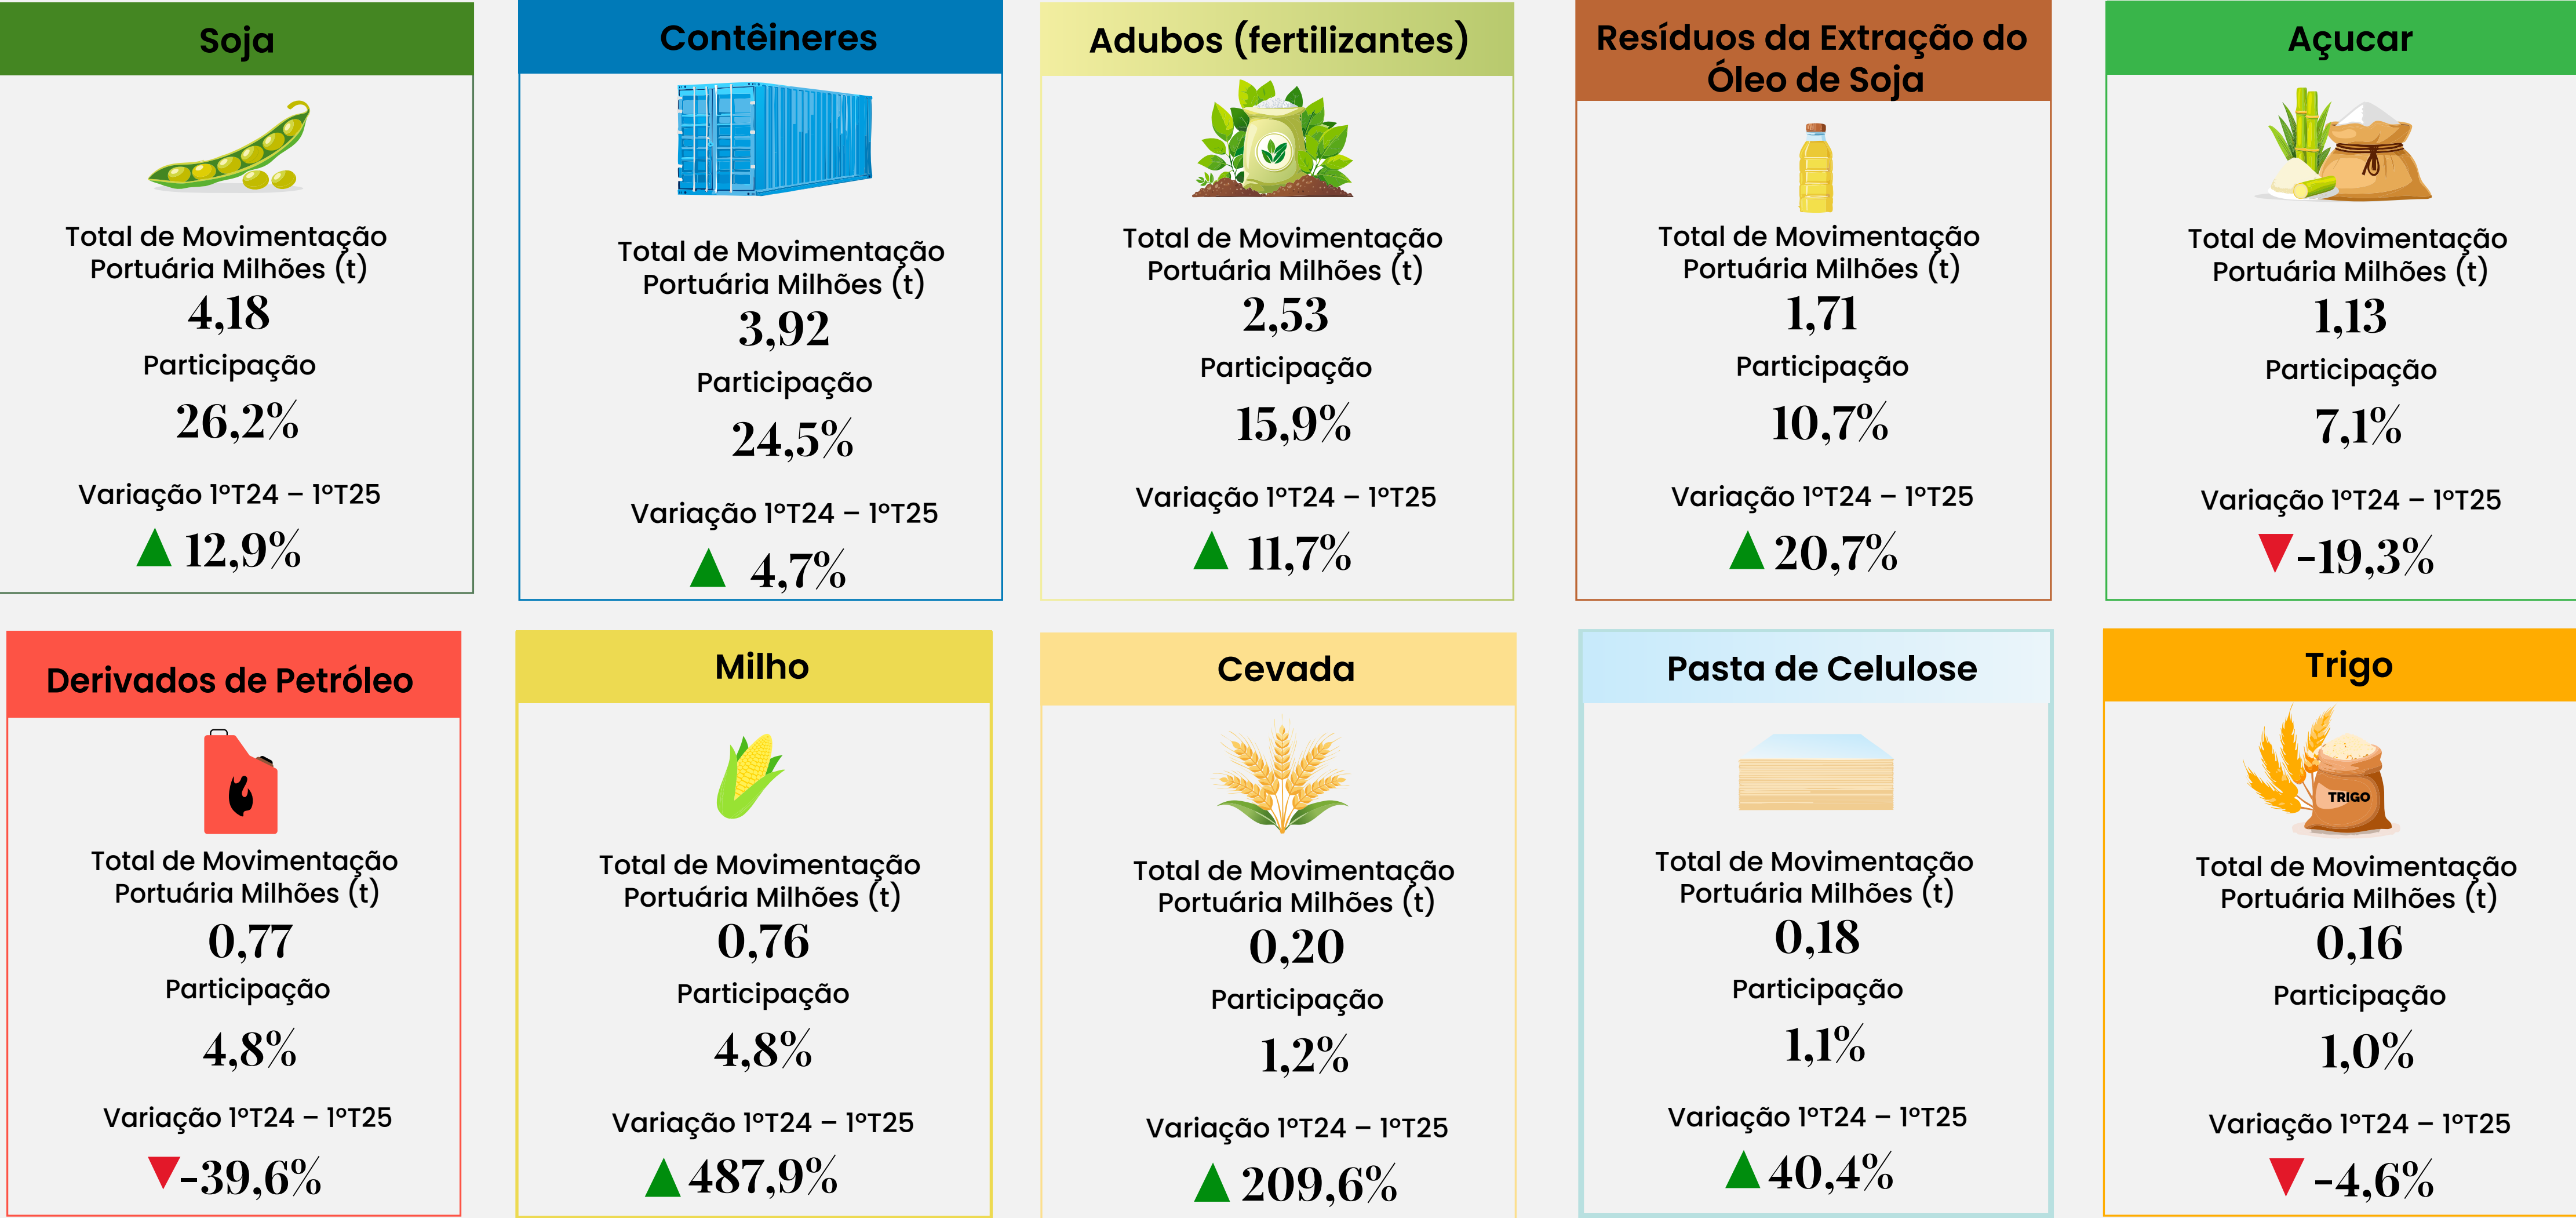 Soja
Total de Movimentação
Portuária Milhões (t)
4,18
Participação
26,2%
Variação 1ºT24 – 1ºT25
12,9%
Contêineres
Total de Movimentação
Portuária Milhões (t)
3,92
Participação
24,5%
Variação 1ºT24 – 1ºT25
4,7%
Adubos (fertilizantes)
Total de Movimentação
Portuária Milhões (t)
2,53
Participação
15,9%
Variação 1ºT24 – 1ºT25
11,7%
Resíduos da Extração do
Óleo de Soja
Total de Movimentação
Portuária Milhões (t)
1,71
Participação
10,7%
Variação 1ºT24 – 1ºT25
20,7%
Açucar
Total de Movimentação
Portuária Milhões (t)
1,13
Participação
7,1%
Variação 1ºT24 – 1ºT25
-19,3%
Derivados de Petróleo
Total de Movimentação
Portuária Milhões (t)
0,77
Participação
4,8%
Variação 1ºT24 – 1ºT25
-39,6%
Milho
Total de Movimentação
Portuária Milhões (t)
0,76
Participação
4,8%
Variação 1ºT24 – 1ºT25
487,9%
Cevada
Total de Movimentação
Portuária Milhões (t)
0,20
Participação
1,2%
Variação 1ºT24 – 1ºT25
209,6%
Pasta de Celulose
Total de Movimentação
Portuária Milhões (t)
0,18
Participação
1,1%
Variação 1ºT24 – 1ºT25
40,4%
Trigo
TRIGO
Total de Movimentação
Portuária Milhões (t)
0,16
Participação
1,0%
Variação 1ºT24 – 1ºT25
-4,6%